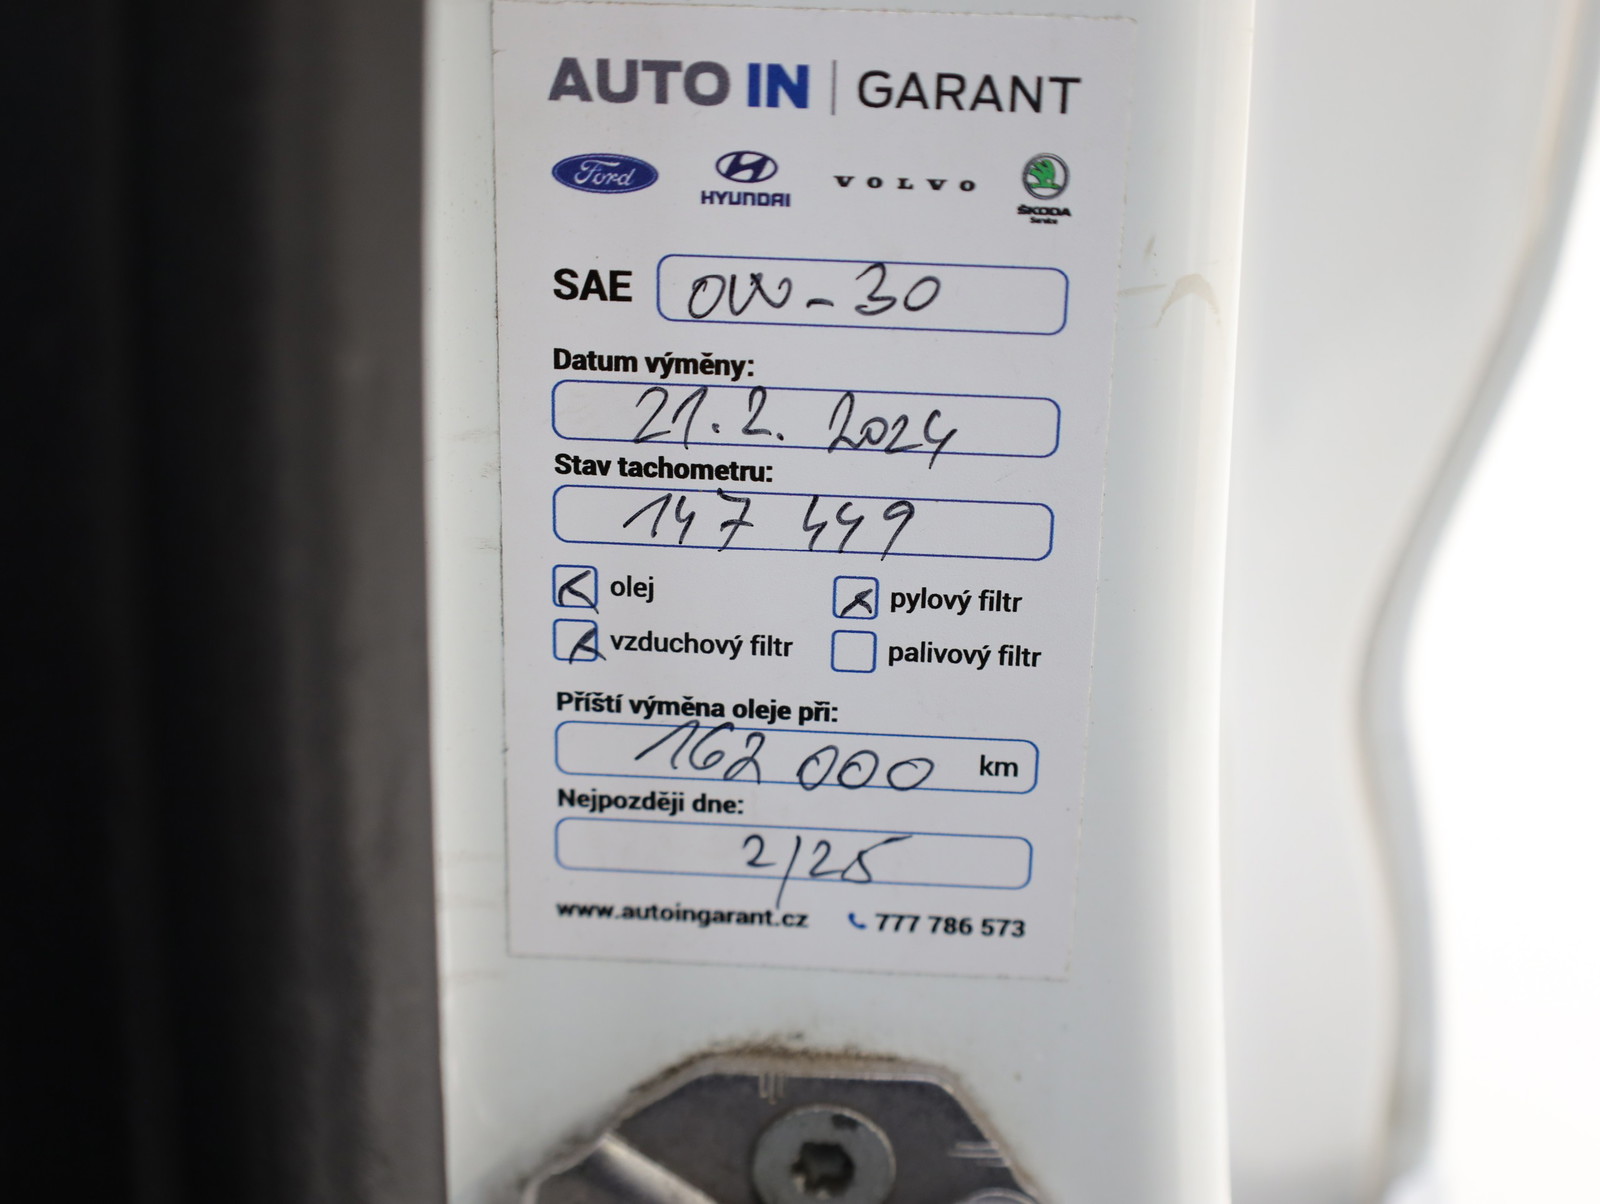 AUTO IN | GARANT
Ford HYUNDAI VOLVO ŠKODA Service
SAE 0W-30
Datum výměny:
21. 2. 2024
Stav tachometru:
147 449
olej pylový filtr
vzduchový filtr palivový filtr
Příští výměna oleje při:
162 000 km
Nejpozději dne:
2/25
www.autoingarant.cz 777 786 573